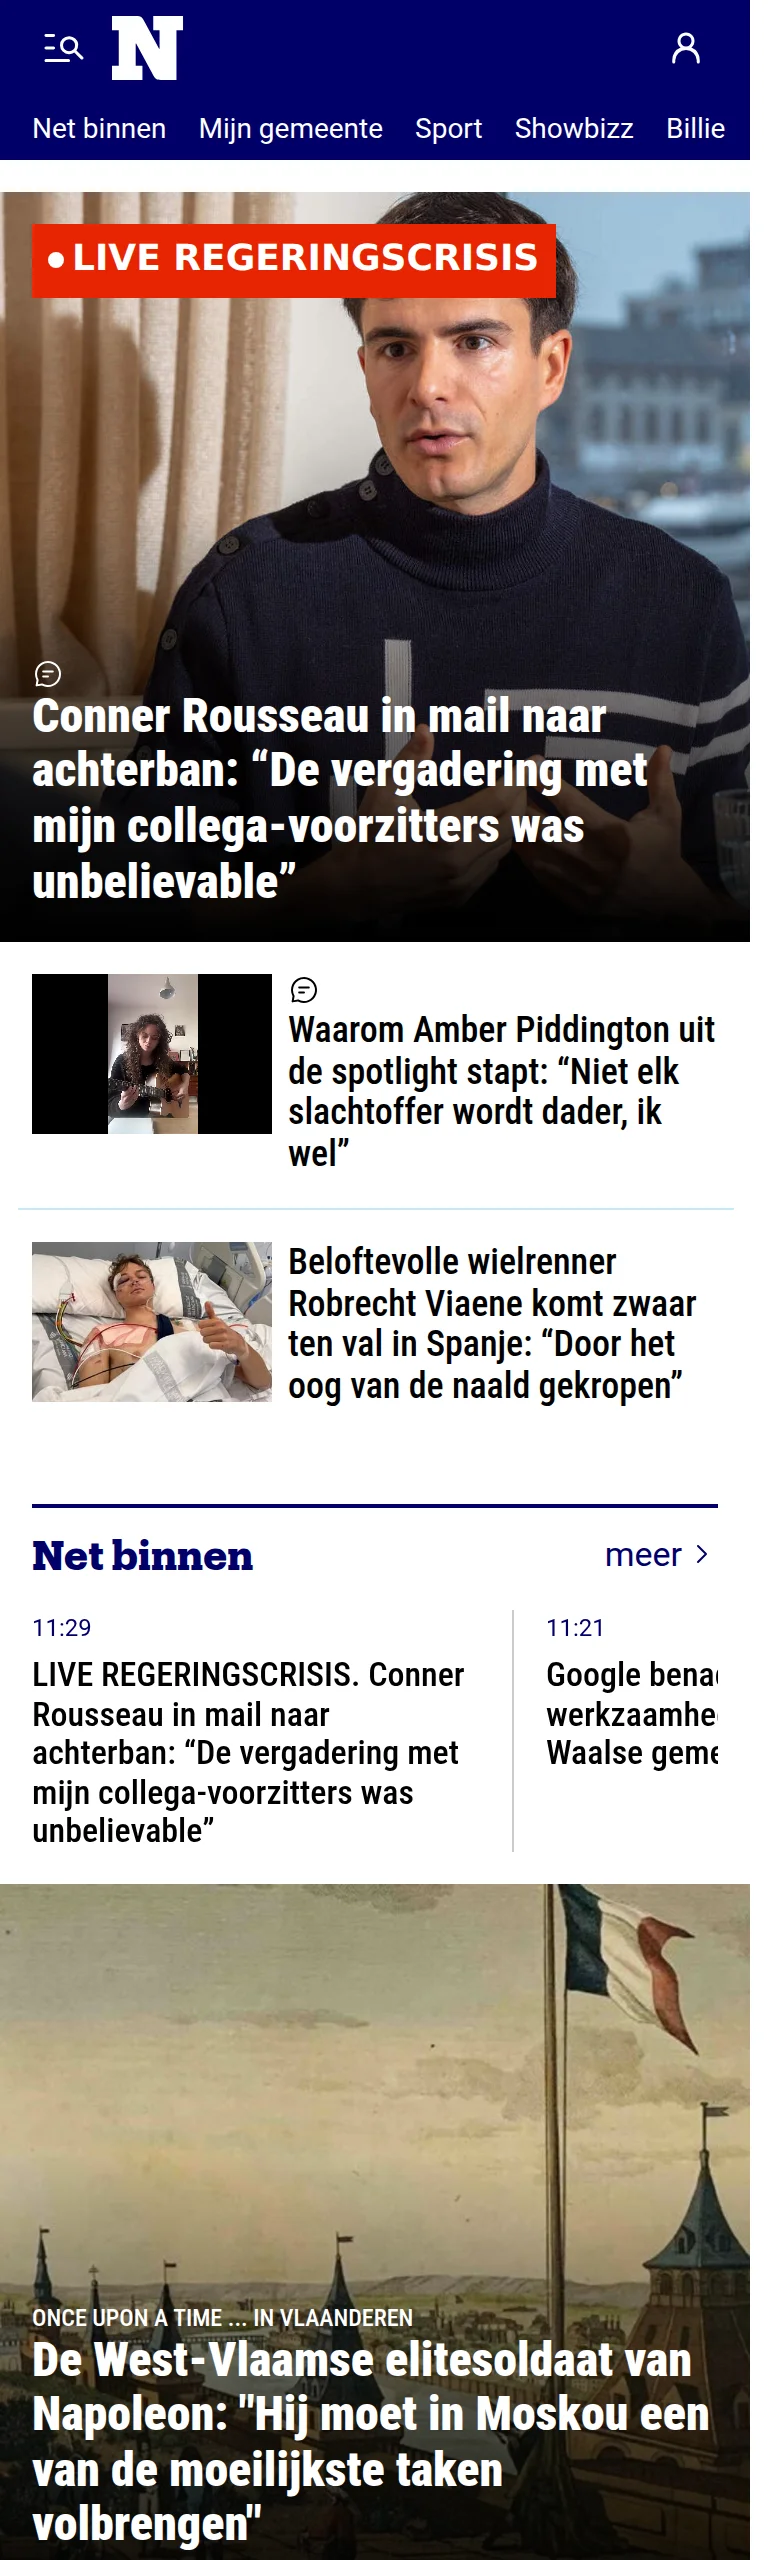 N
Net binnen Mijn gemeente Sport Showbizz Billie
LIVE REGERINGSCRISIS
Conner Rousseau in mail naar
achterban: “De vergadering met
mijn collega-voorzitters was
unbelievable”
Waarom Amber Piddington uit
de spotlight stapt: “Niet elk
slachtoffer wordt dader, ik
wel”
Beloftevolle wielrenner
Robrecht Viaene komt zwaar
ten val in Spanje: “Door het
oog van de naald gekropen”
Net binnen
meer
11:29
LIVE REGERINGSCRISIS. Conner
Rousseau in mail naar
achterban: “De vergadering met
mijn collega-voorzitters was
unbelievable”
11:21
Google
Waalse
ONCE UPON A TIME ... IN VLAANDEREN
De West-Vlaamse elitesoldaat van
Napoleon: "Hij moet in Moskou een
van de moeilijkste taken
volbrengen"